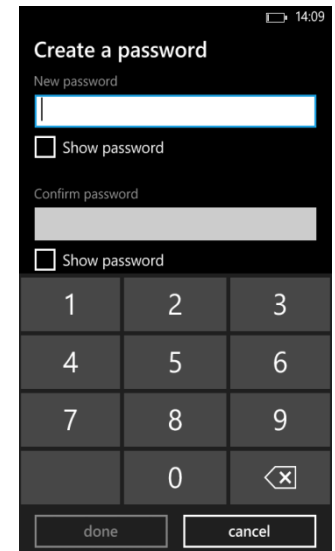 14:09
Create a password
New password
Show password
Confirm password
Show password
1 2 3
4 5 6
7 8 9
0
done cancel